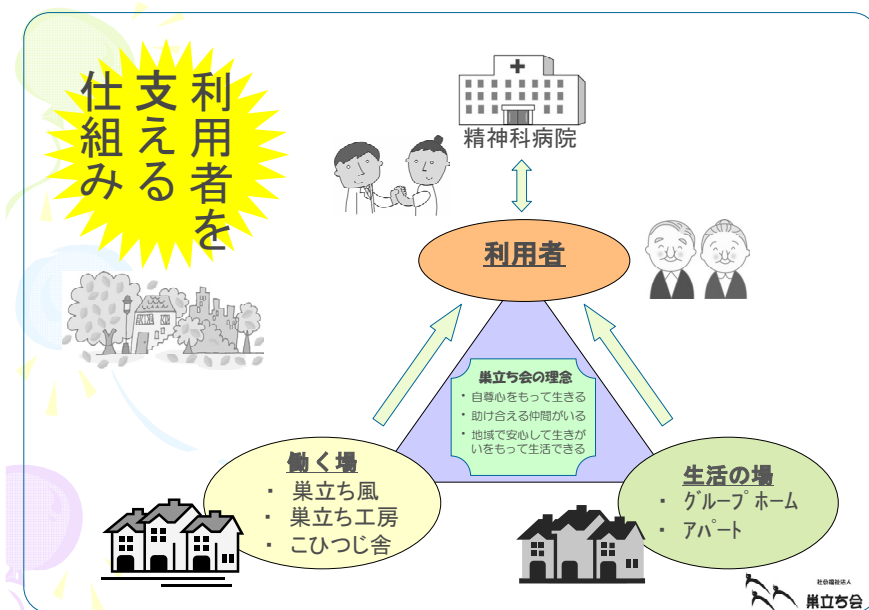 利用者を
支える
仕組み
精神科病院
利用者
巣立ち会の理念
・ 自尊心をもって生きる
・ 助け合える仲間がいる
・ 地域で安心して生きが
いをもって生活できる
働く場
・ 巣立ち風
・ 巣立ち工房
・ こひつじ舎
生活の場
・ グループホーム
・ アパート
社会福祉法人
巣立ち会